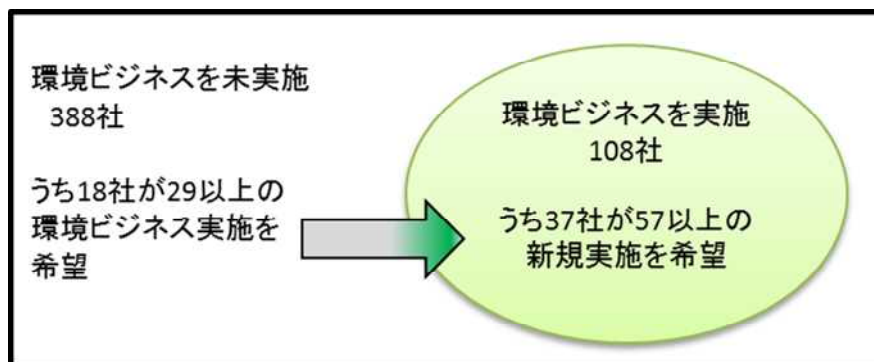 環境ビジネスを未実施
388社
うち18社が29以上の
環境ビジネス実施を
希望
環境ビジネスを実施
108社
うち37社が57以上の
新規実施を希望